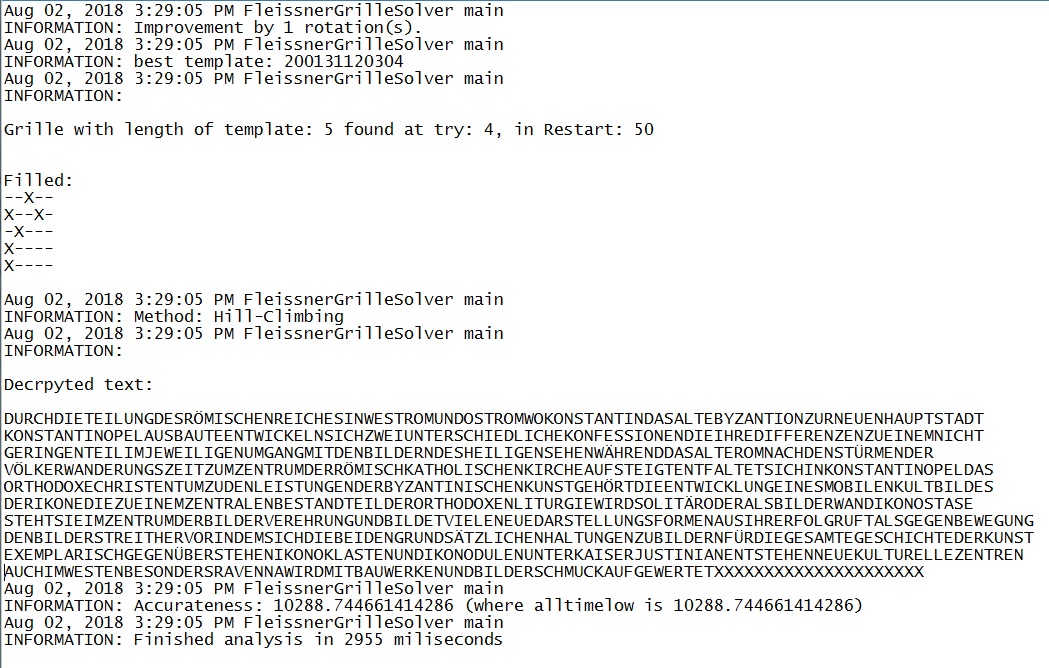 Aug 02, 2018 3:29:05 PM FleissnerGrilleSolver main
INFORMATION: Improvement by 1 rotation(s).
Aug 02, 2018 3:29:05 PM FleissnerGrilleSolver main
INFORMATION: best template: 200131120304
Aug 02, 2018 3:29:05 PM FleissnerGrilleSolver main
INFORMATION:
Grille with length of template: 5 found at try: 4, in Restart: 50
Filled:
--X--
X--X-
-X---
X----
X----
Aug 02, 2018 3:29:05 PM FleissnerGrilleSolver main
INFORMATION: Method: Hill-Climbing
Aug 02, 2018 3:29:05 PM FleissnerGrilleSolver main
INFORMATION:
Decrpyted text:
DURCHDIETEILUNGDESRÖMISCHENREICHESINWESTROMUNDOSTROMWOKONSTANTINDASALTEBYZANTIONZURNEUENHAUPTSTADT
KONSTANTINOPELAUSBAUTEENTWICKELNSICHZWEIUNTERSCHIEDLICHEKONFESSIONENDIEIHREDIFFERENZENZUEINEMNICHT
GERINGENTEILIMJEWEILIGENUMGANGMITDENBILDERNDESHEILIGENSEHENWÄHRENDDASALTEROMNACHDENSTÜRMENDER
VÖLKERWANDERUNGSZEITZUMZENTRUMDERRÖMISCHKATHOLISCHENKIRCHEAUFSTEIGTENTFALTETSICHINKONSTANTINOPELDAS
ORTHODOXECHRISTENTUMZUDENLEISTUNGENDERBYZANTINISCHENKUNSTGEHÖRTDIEENTWICKLUNGEINESMOBILENKULTBILDES
DERIKONEDIEZUEINEMZENTRALENBESTANDTEILDERORTHODOXENLITURGIEWIRDSOLITÄRODERALSBILDERWANDIKONOSTASE
STEHTSIEIMZENTRUMDERBILDERVEREHRUNGUNDBILDETVIELENEUEDARSTELLUNGSFORMENAUSIHRERFOLGRUFTALSGEGENBEWEGUNG
DENBILDERSTREITHERVORINDEMSICHDIEBEIDENGRUNDSÄTZLICHENHALTUNGENZUBILDERNFÜRDIEGESAMTEGESCHICHTEDERKUNST
EXEMPLARISCHGEGENÜBERSTEHENIKONOKLASTENUNDIKONODULENUNTERKAISERJUSTINIANENTSTEHENNEUEKULTURELLEZENTREN
AUCHIMWESTENBESONDERSRAVENNAWIRDMITBAUWERKENUNDBILDERSCHMUCKAUFGEWERTETXXXXXXXXXXXXXXXXXXXXX
Aug 02, 2018 3:29:05 PM FleissnerGrilleSolver main
INFORMATION: Accurateness: 10288.744661414286 (where alltimelow is 10288.744661414286)
Aug 02, 2018 3:29:05 PM FleissnerGrilleSolver main
INFORMATION: Finished analysis in 2955 miliseconds